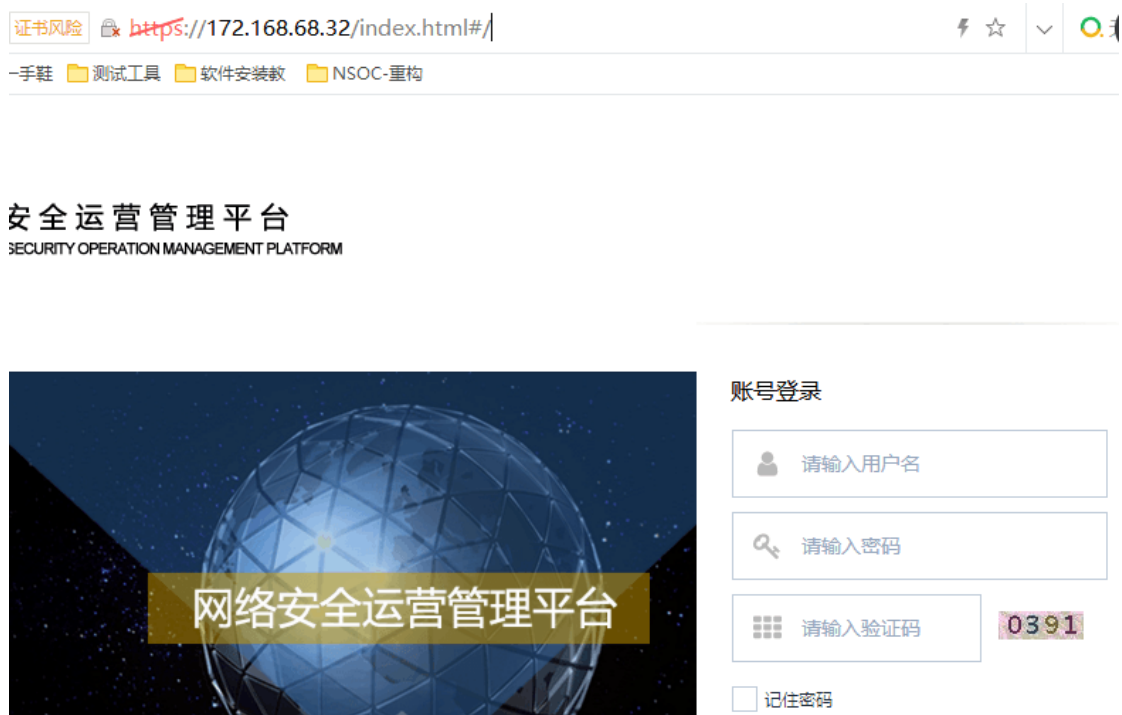 证书风险 https://172.168.68.32/index.html#/
一手鞋 测试工具 软件安装教 NSOC-重构
安全运营管理平台
SECURITY OPERATION MANAGEMENT PLATFORM
账号登录
请输入用户名
请输入密码
网络安全运营管理平台
请输入验证码 0391
记住密码